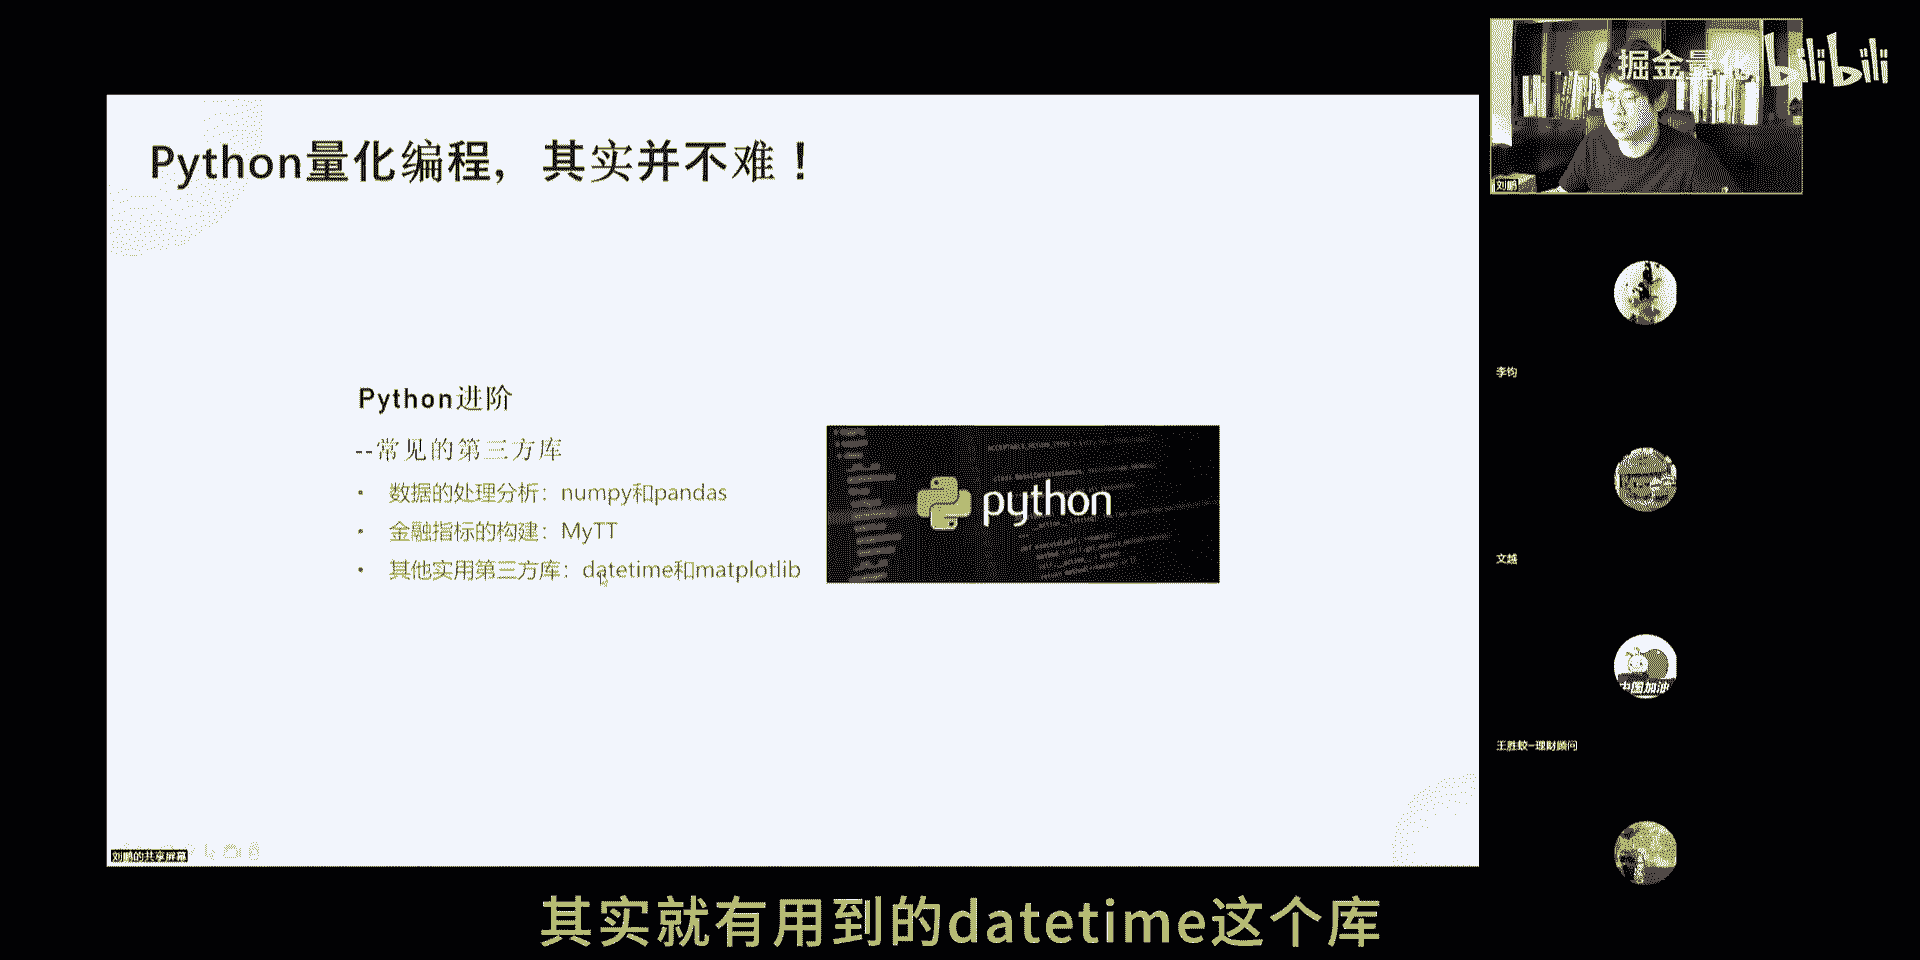 掘金量化 bilibili
刘鹏
Python量化编程，其实并不难！
Python进阶
--常见的第三方库
• 数据的处理分析：numpy和pandas
• 金融指标的构建：MyTT
• 其他实用第三方库：datetime和matplotlib
python
李钧
文越
中国加油
王胜蛟-理财顾问
刘鹏的共享屏幕
其实就有用到的datetime这个库